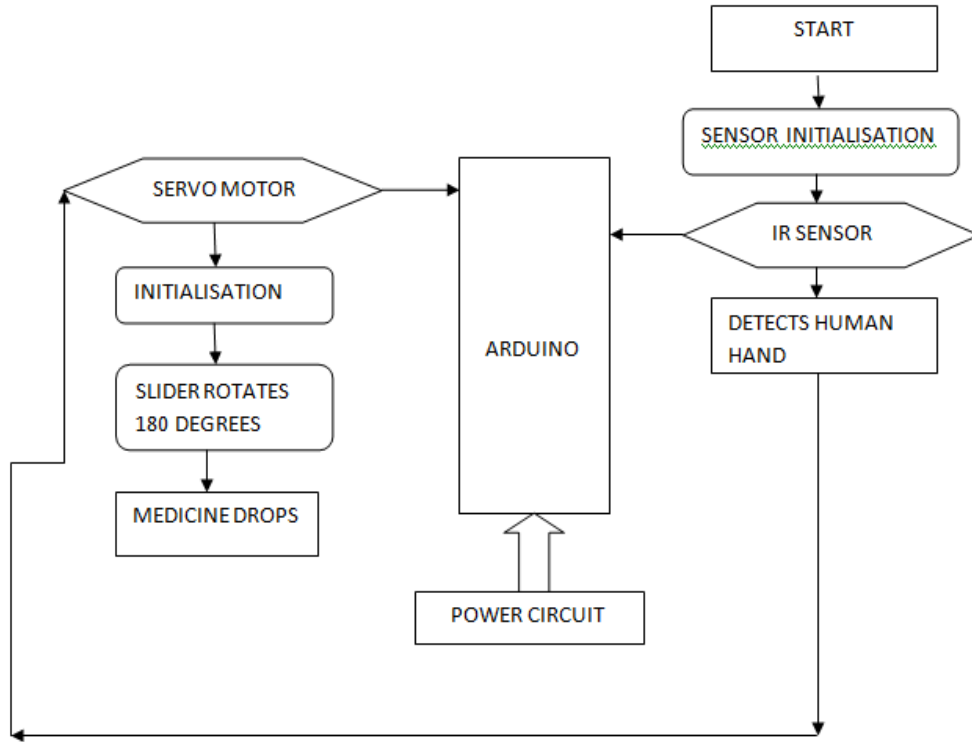 START
SENSOR INITIALISATION
SERVO MOTOR
IR SENSOR
INITIALISATION
DETECTS HUMAN
HAND
ARDUINO
SLIDER ROTATES
180 DEGREES
MEDICINE DROPS
POWER CIRCUIT